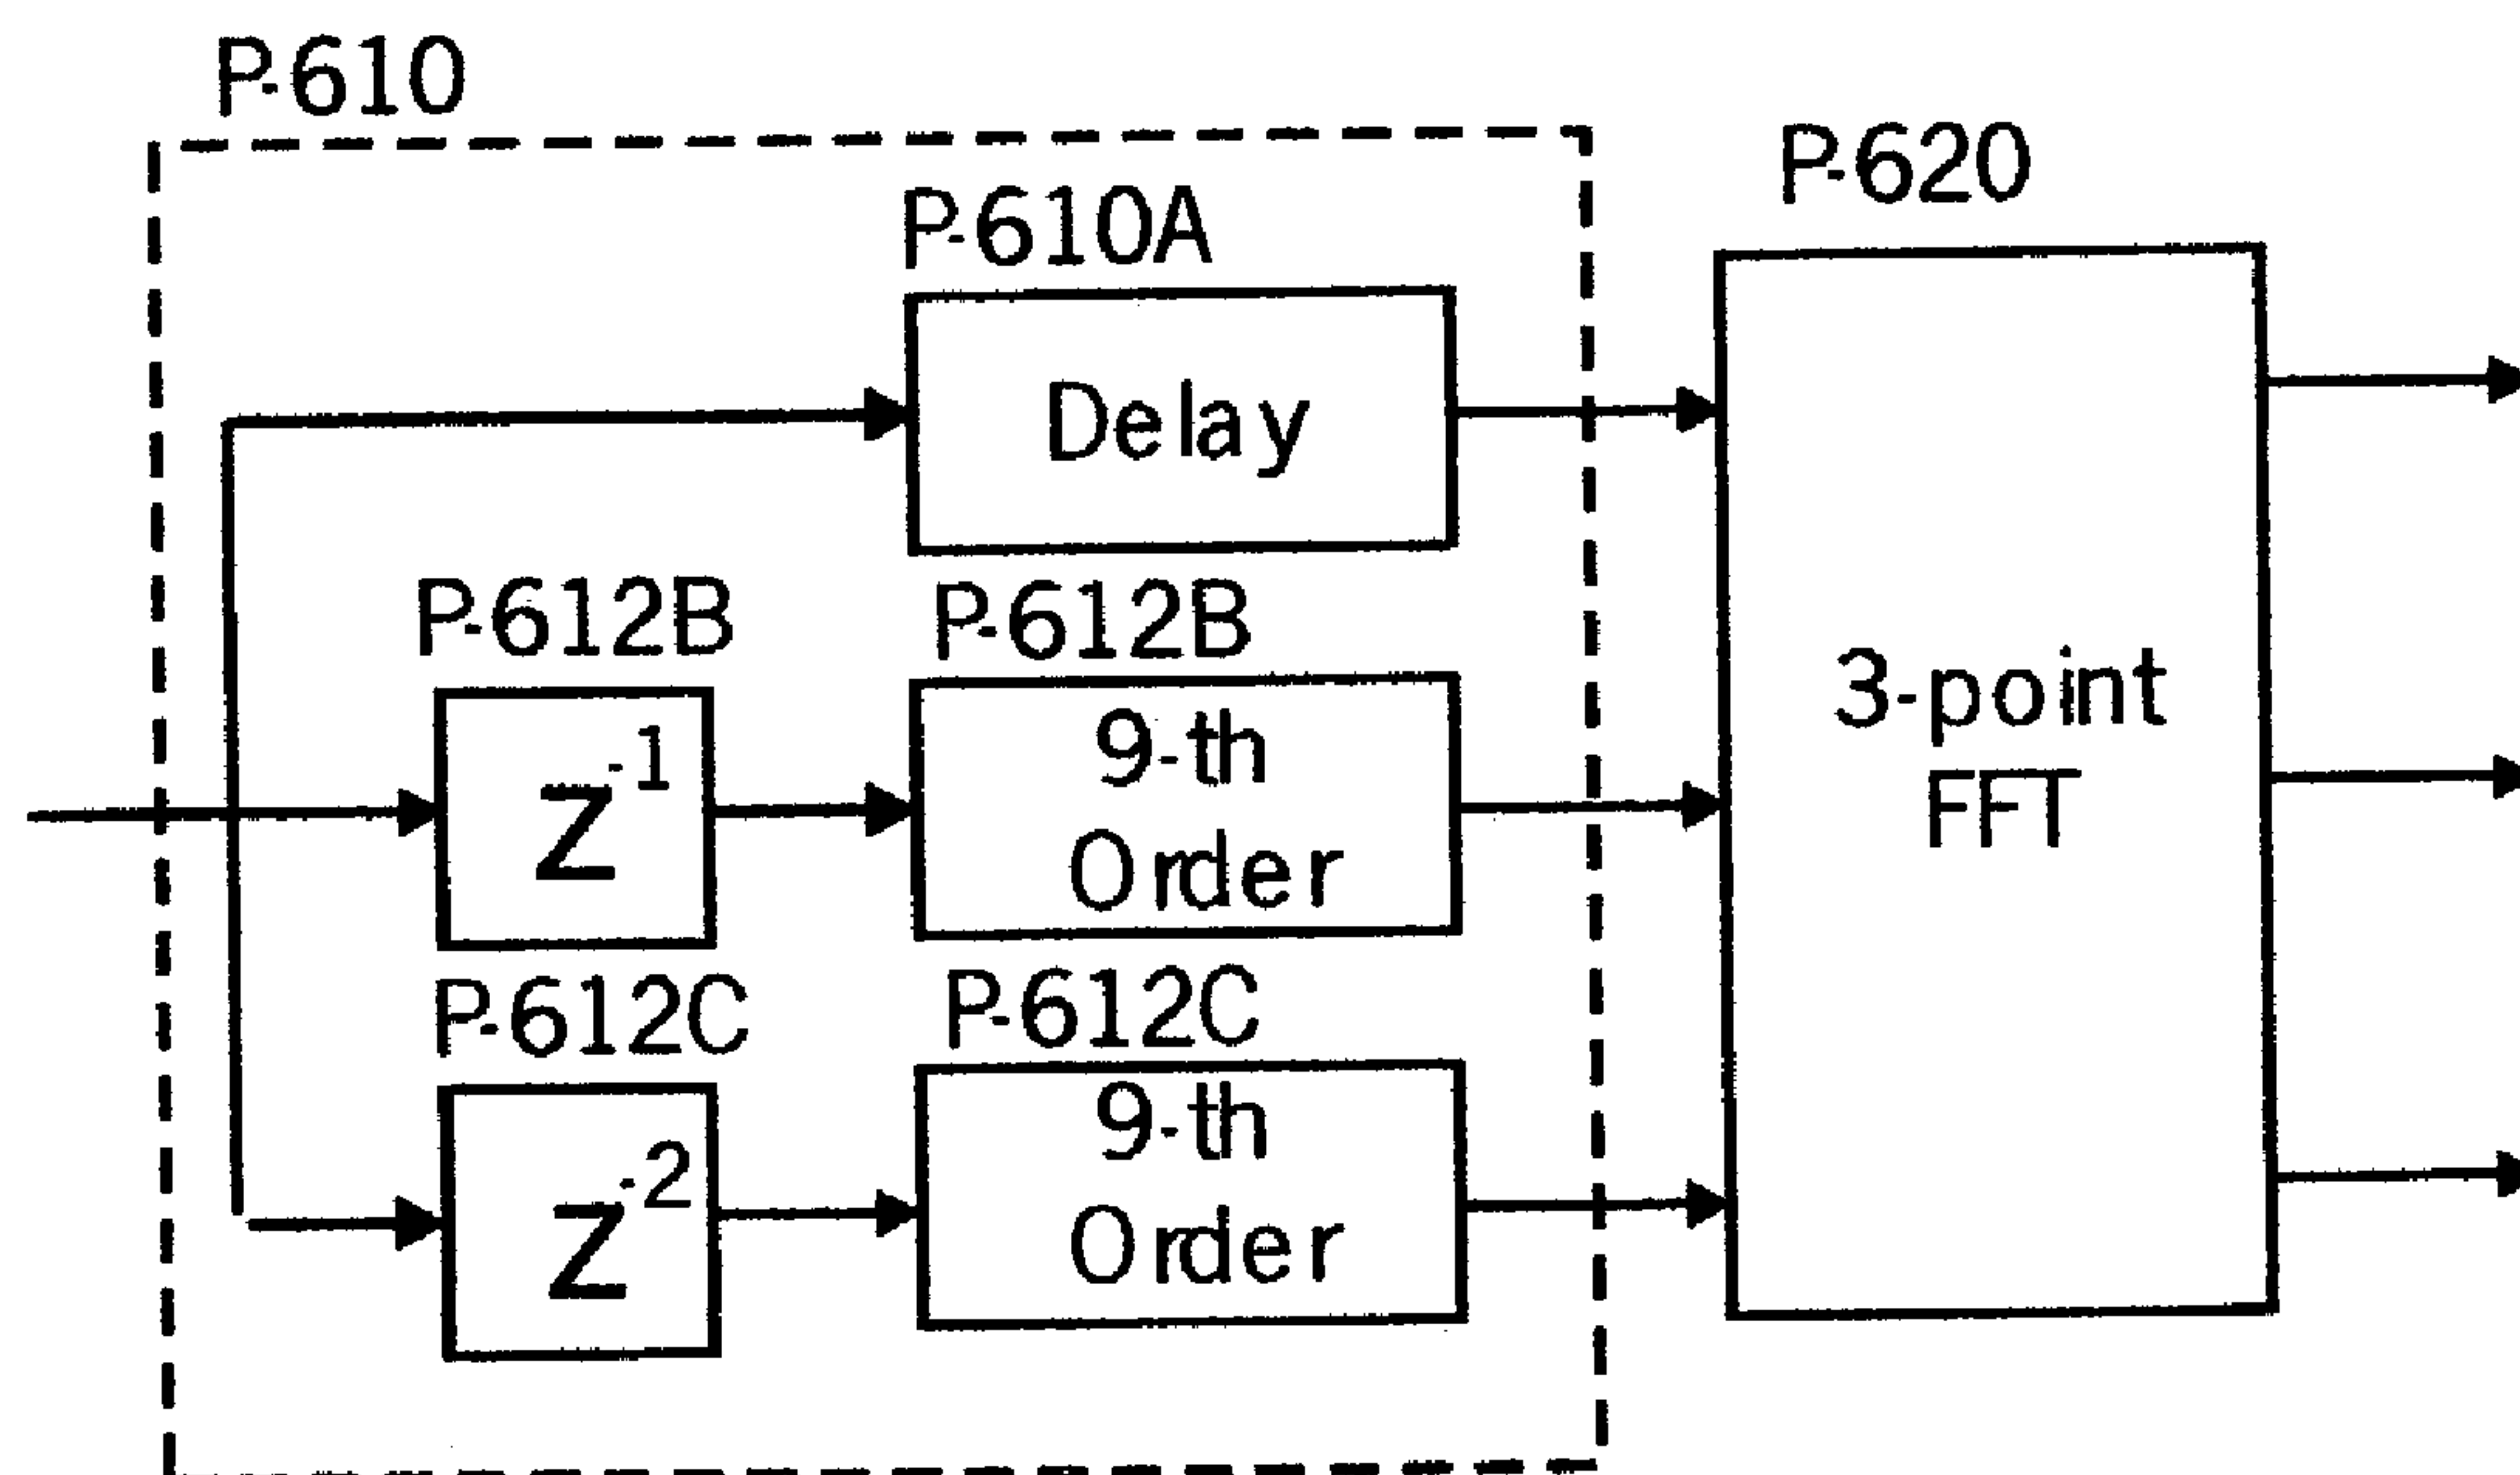 P-610
P-620
P-610A
Delay
P-612B
P-612B
Z-1
9-th
Order
3-point
FFT
P-612C
P-612C
Z-2
9-th
Order